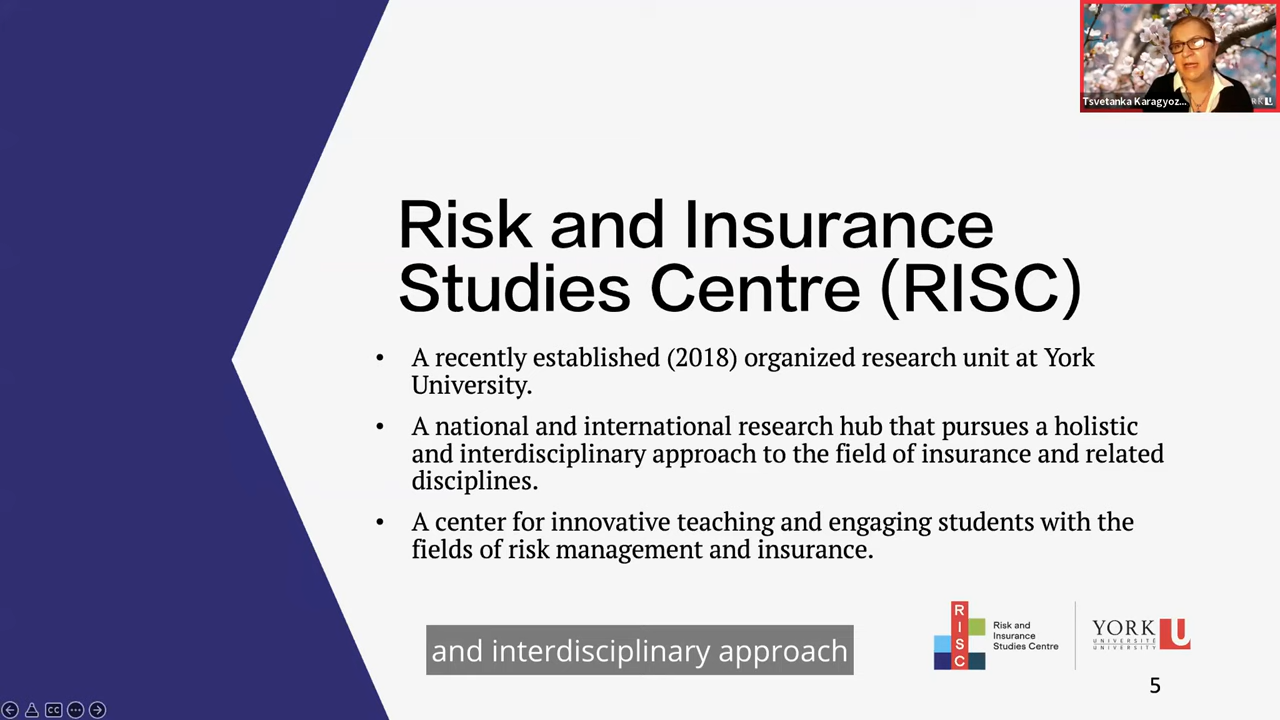 Tsvetanka Karagyoz...
Risk and Insurance
Studies Centre (RISC)
• A recently established (2018) organized research unit at York
University.
• A national and international research hub that pursues a holistic
and interdisciplinary approach to the field of insurance and related
disciplines.
• A center for innovative teaching and engaging students with the
fields of risk management and insurance.
and interdisciplinary approach
RISC
Risk and
Insurance
Studies Centre
YORK U
UNIVERSITÉ
UNIVERSITY
5
CC